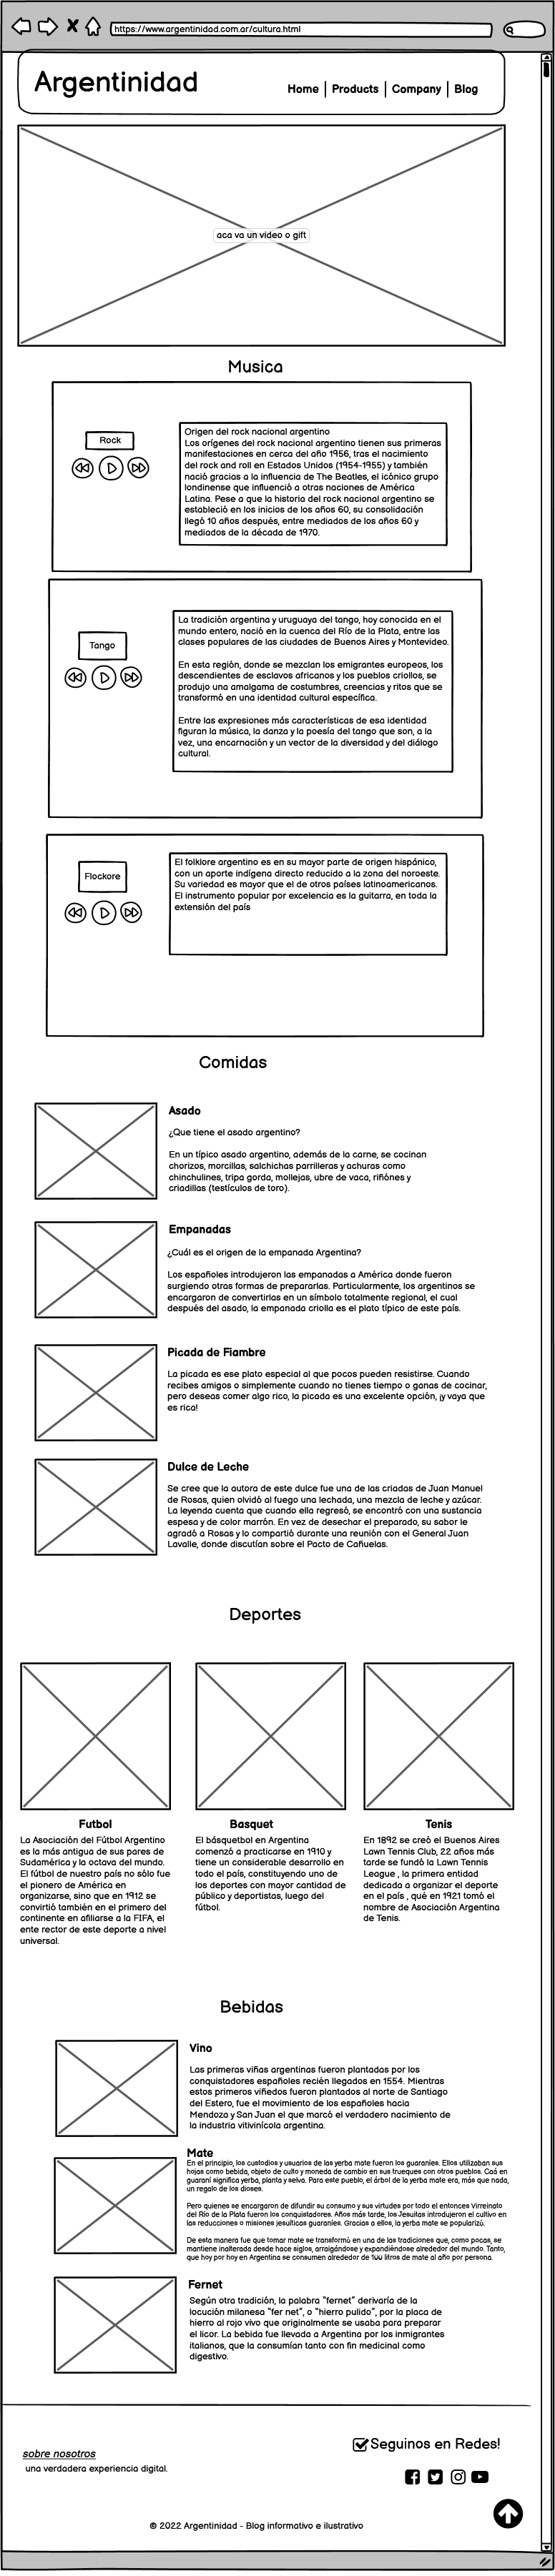 https://www.argentinidad.com.ar/cultura.html
Argentinidad
Home | Products | Company | Blog
aca va un video o gift
Musica
Rock
Origen del rock nacional argentino
Los orígenes del rock nacional argentino tienen sus primeras
manifestaciones en cerca del año 1956, tras el nacimiento
del rock and roll en Estados Unidos (1954-1955) y también
nació gracias a la influencia de The Beatles, el icónico grupo
londinense que influenció a otras naciones de América
Latina. Pese a que la historia del rock nacional argentino se
estableció en los inicios de los años 60, su consolidación
llegó 10 años después, entre mediados de los años 60 y
mediados de la década de 1970.
Tango
La tradición argentina y uruguaya del tango, hoy conocida en el
mundo entero, nació en la cuenca del Río de la Plata, entre las
clases populares de las ciudades de Buenos Aires y Montevideo.
En esta región, donde se mezclan los emigrantes europeos, los
descendientes de esclavos africanos y los pueblos criollos, se
produjo una amalgama de costumbres, creencias y ritos que se
transformó en una identidad cultural específica.
Entre las expresiones más características de esa identidad
figuran la música, la danza y la poesía del tango que son, a la
vez, una encarnación y un vector de la diversidad y del diálogo
cultural.
Flockore
El folklore argentino es en su mayor parte de origen hispánico,
con un aporte indígena directo reducido a la zona del noroeste.
Su variedad es mayor que el de otros países latinoamericanos.
El instrumento popular por excelencia es la guitarra, en toda la
extensión del país
Comidas
Asado
¿Que tiene el asado argentino?
En un típico asado argentino, además de la carne, se cocinan
chorizos, morcillas, salchichas parrilleras y achuras como
chinchulines, tripa gorda, mollejas, ubre de vaca, riñónes y
criadillas (testículos de toro).
Empanadas
¿Cuál es el origen de la empanada Argentina?
Los españoles introdujeron las empanadas a América donde fueron
surgiendo otras formas de prepararlas. Particularmente, los argentinos se
encargaron de convertirlas en un símbolo totalmente regional, el cual
después del asado, la empanada criolla es el plato típico de este país.
Picada de Fiambre
La picada es ese plato especial al que pocos pueden resistirse. Cuando
recibes amigos o simplemente cuando no tienes tiempo o ganas de cocinar,
pero deseas comer algo rico, la picada es una excelente opción, ¡y vaya que
es rica!
Dulce de Leche
Se cree que la autora de este dulce fue una de las criadas de Juan Manuel
de Rosas, quien olvidó al fuego una lechada, una mezcla de leche y azúcar.
La leyenda cuenta que cuando ella regresó, se encontró con una sustancia
espesa y de color marrón. En vez de desechar el preparado, su sabor le
agradó a Rosas y lo compartió durante una reunión con el General Juan
Lavalle, donde discutían sobre el Pacto de Cañuelas.
Deportes
Futbol
La Asociación del Fútbol Argentino
es la más antigua de sus pares de
Sudamérica y la octava del mundo.
El fútbol de nuestro país no sólo fue
el pionero de América en
organizarse, sino que en 1912 se
convirtió también en el primero del
continente en afiliarse a la FIFA, el
ente rector de este deporte a nivel
universal.
Basquet
El básquetbol en Argentina
comenzó a practicarse en 1910 y
tiene un considerable desarrollo en
todo el país, constituyendo uno de
los deportes con mayor cantidad de
público y deportistas, luego del
fútbol.
Tenis
En 1892 se creó el Buenos Aires
Lawn Tennis Club, 22 años más
tarde se fundó la Lawn Tennis
League , la primera entidad
dedicada a organizar el deporte
en el país , qué en 1921 tomó el
nombre de Asociación Argentina
de Tenis.
Bebidas
Vino
Las primeras viñas argentinas fueron plantadas por los
conquistadores españoles recién llegados en 1554. Mientras
estos primeros viñedos fueron plantados al norte de Santiago
del Estero, fue el movimiento de los españoles hacia
Mendoza y San Juan el que marcó el verdadero nacimiento de
la industria vitivinícola argentina.
Mate
En el principio, los custodios y usuarios de las yerba mate fueron los guaraníes. Ellos utilizaban sus
hojas como bebida, objeto de culto y moneda de cambio en sus trueques con otros pueblos. Caá en
guaraní significa yerba, planta y selva. Para este pueblo, el árbol de la yerba mate era, más que nada,
un regalo de los dioses.
Pero quienes se encargaron de difundir su consumo y sus virtudes por todo el entonces Virreinato
del Río de la Plata fueron los conquistadores. Años más tarde, los Jesuitas introdujeron el cultivo en
las reducciones o misiones jesuíticas guaraníes. Gracias a ellos, la yerba mate se popularizó.
De esta manera fue que tomar mate se transformó en una de las tradiciones que, como pocas, se
mantiene inalterada desde hace siglos, arraigándose y expandiéndose alrededor del mundo. Tanto,
que hoy por hoy en Argentina se consumen alrededor de 100 litros de mate al año por persona.
Fernet
Según otra tradición, la palabra "fernet" derivaría de la
locución milanesa "fer net", o "hierro pulido", por la placa de
hierro al rojo vivo que originalmente se usaba para preparar
el licor. La bebida fue llevada a Argentina por los inmigrantes
italianos, que la consumían tanto con fin medicinal como
digestivo.
Seguinos en Redes!
sobre nosotros
una verdadera experiencia digital.
© 2022 Argentinidad - Blog informativo e ilustrativo